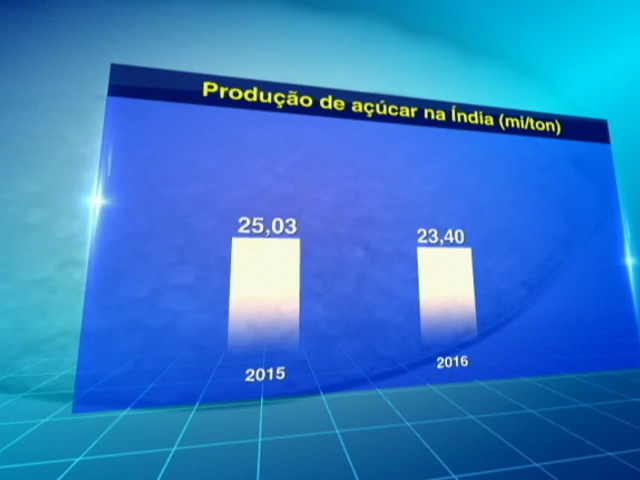 Produção de açúcar na Índia (mi/ton)
25,03
23,40
2015
2016